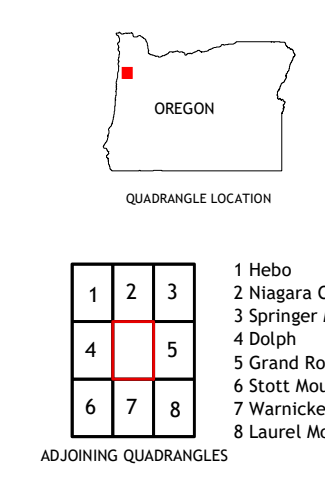 OREGON
QUADRANGLE LOCATION
1 2 3
4 5
6 7 8
ADJOINING QUADRANGLES
1 Hebo
2 Niagara
3 Springer
4 Dolph
5 Grand
6 Stott
7
8 Laurel